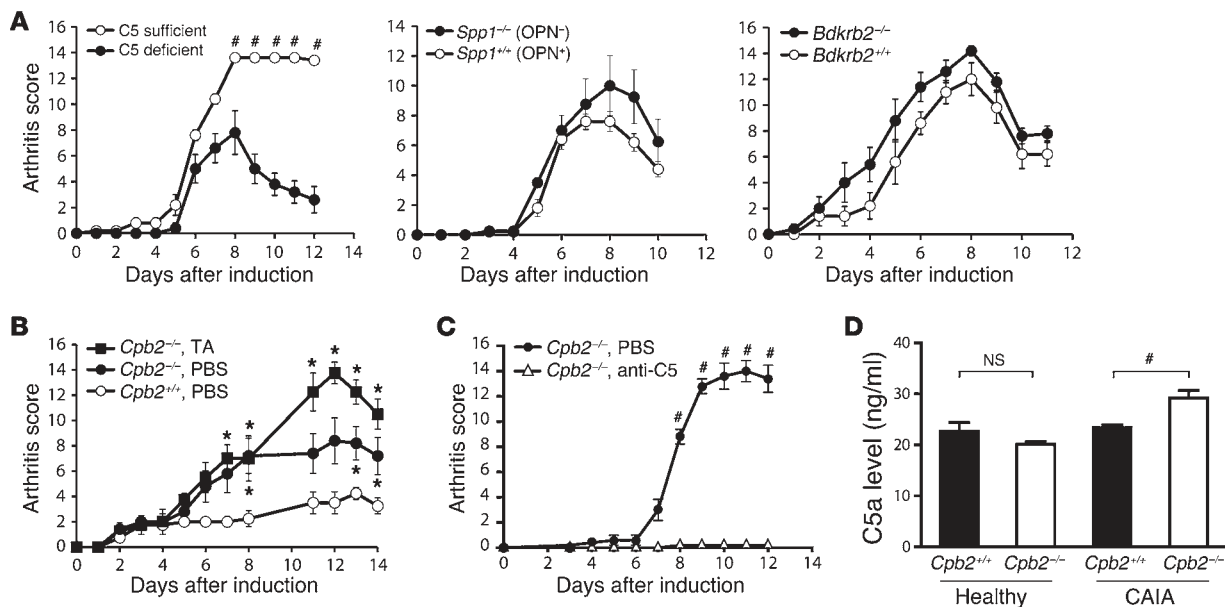 A
Arthritis score
16
14
12
10
8
6
4
2
0
C5 sufficient
C5 deficient
# # # # #
0 2 4 6 8 10 12 14
Days after induction
14
12
10
8
6
4
2
0
Spp1–/– (OPN–)
Spp1+/+ (OPN+)
0 2 4 6 8 10 12
Days after induction
16
14
12
10
8
6
4
2
0
Bdkrb2–/–
Bdkrb2+/+
0 2 4 6 8 10 12
Days after induction
B
Arthritis score
16
14
12
10
8
6
4
2
0
Cpb2–/–, TA
Cpb2–/–, PBS
Cpb2+/+, PBS
* * * * * *
* * *
0 2 4 6 8 10 12 14
Days after induction
C
Arthritis score
16
14
12
10
8
6
4
2
0
Cpb2–/–, PBS
Cpb2–/–, anti-C5
# # # # #
0 2 4 6 8 10 12 14
Days after induction
D
C5a level (ng/ml)
40
30
20
10
0
NS
#
Cpb2+/+ Cpb2–/– Cpb2+/+ Cpb2–/–
Healthy CAIA